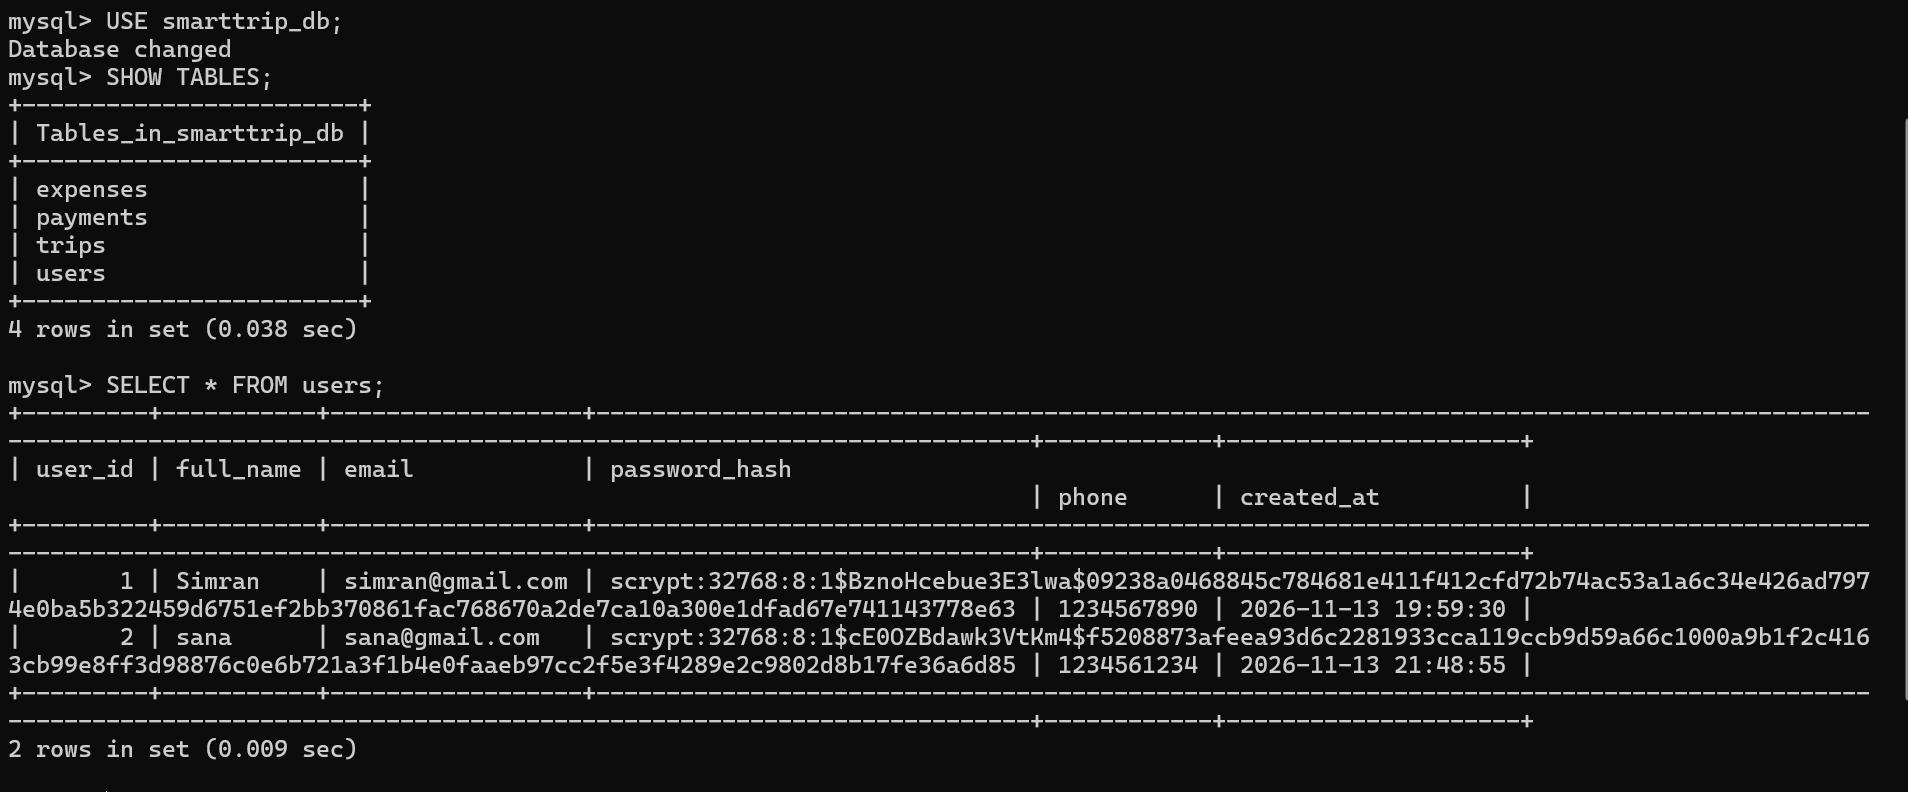 mysql> USE smarttrip_db;
Database changed
mysql> SHOW TABLES;
+------------------------+
| Tables_in_smarttrip_db |
+------------------------+
| expenses               |
| payments               |
| trips                  |
| users                  |
+------------------------+
4 rows in set (0.038 sec)

mysql> SELECT * FROM users;
+---------+-----------+------------------+-------------------------------------------------------------------------------------------
-------------------------------------------------------------------------+------------+---------------------+
| user_id | full_name | email            | password_hash
                                                                         | phone      | created_at          |
+---------+-----------+------------------+-------------------------------------------------------------------------------------------
-------------------------------------------------------------------------+------------+---------------------+
|       1 | Simran    | simran@gmail.com | scrypt:32768:8:1$BznoHcebue3E3lwa$09238a0468845c784681e411f412cfd72b74ac53a1a6c34e426ad797
4e0ba5b322459d6751ef2bb370861fac768670a2de7ca10a300e1dfad67e741143778e63 | 1234567890 | 2026-11-13 19:59:30 |
|       2 | sana      | sana@gmail.com   | scrypt:32768:8:1$cE0OZBdawk3VtKm4$f5208873afeea93d6c2281933cca119ccb9d59a66c1000a9b1f2c416
3cb99e8ff3d98876c0e6b721a3f1b4e0faaeb97cc2f5e3f4289e2c9802d8b17fe36a6d85 | 1234561234 | 2026-11-13 21:48:55 |
+---------+-----------+------------------+-------------------------------------------------------------------------------------------
-------------------------------------------------------------------------+------------+---------------------+
2 rows in set (0.009 sec)